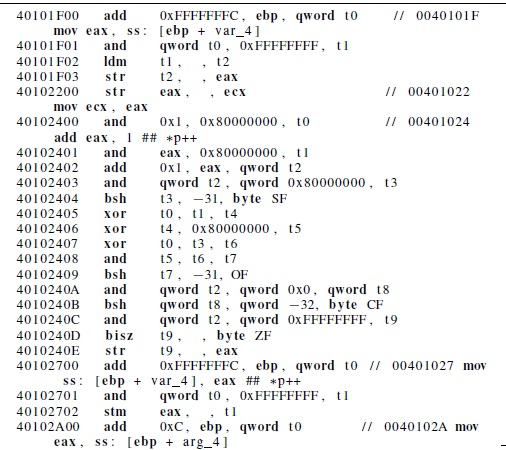 40101F00 add 0xFFFFFFFC, ebp, qword t0 // 0040101F
mov eax, ss: [ebp + var_4]
40101F01 and qword t0, 0xFFFFFFFF, t1
40101F02 ldm t1, , t2
40101F03 str t2, , eax
40102200 str eax, , ecx // 00401022
mov ecx, eax
40102400 and 0x1, 0x80000000, t0 // 00401024
add eax, 1 ## *p++
40102401 and eax, 0x80000000, t1
40102402 add 0x1, eax, qword t2
40102403 and qword t2, qword 0x80000000, t3
40102404 bsh t3, −31, byte SF
40102405 xor t0, t1, t4
40102406 xor t4, 0x80000000, t5
40102407 xor t0, t3, t6
40102408 and t5, t6, t7
40102409 bsh t7, −31, OF
4010240A and qword t2, qword 0x0, qword t8
4010240B bsh qword t8, qword −32, byte CF
4010240C and qword t2, qword 0xFFFFFFFF, t9
4010240D bisz t9, , byte ZF
4010240E str t9, , eax
40102700 add 0xFFFFFFFC, ebp, qword t0 // 00401027 mov
ss: [ebp + var_4], eax ## *p++
40102701 and qword t0, 0xFFFFFFFF, t1
40102702 stm eax, , t1
40102A00 add 0xC, ebp, qword t0 // 0040102A mov
eax, ss: [ebp + arg_4]